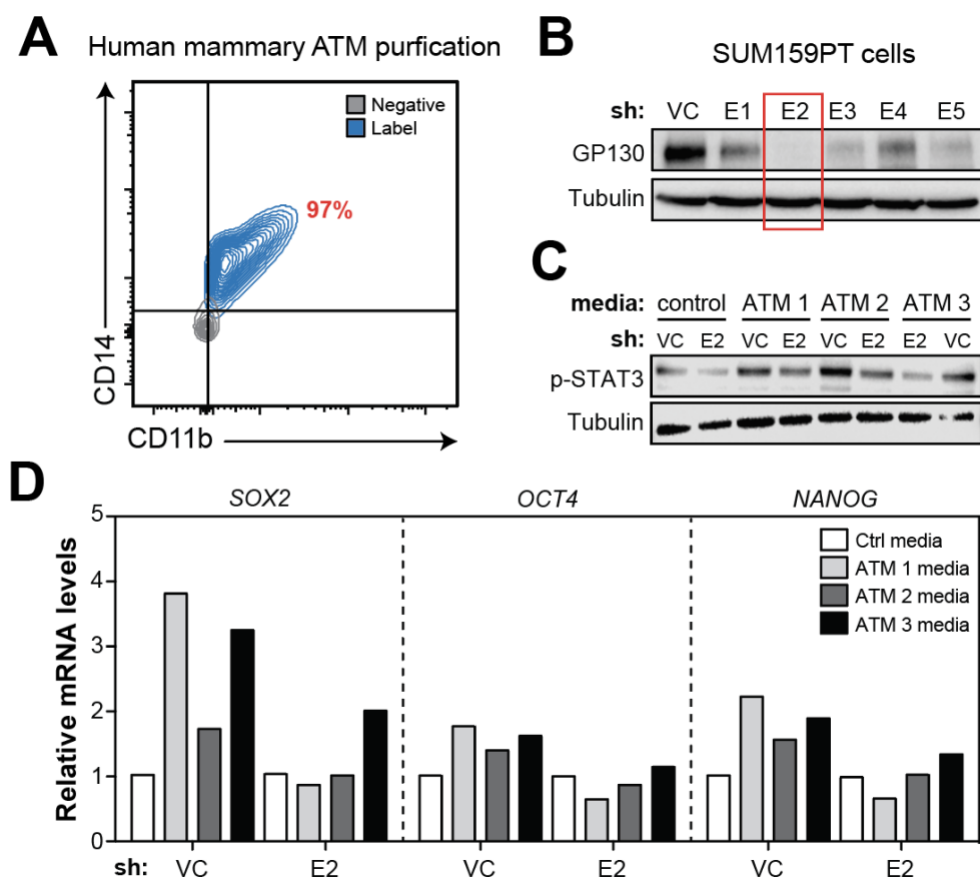 A
Human mammary ATM purfication
Negative
Label
97%
CD14
CD11b
B
SUM159PT cells
sh: VC E1 E2 E3 E4 E5
GP130
Tubulin
C
media: control ATM 1 ATM 2 ATM 3
sh: VC E2 VC E2 VC E2 E2 VC
p-STAT3
Tubulin
D
SOX2 OCT4 NANOG
Relative mRNA levels
5
4
3
2
1
0
Ctrl media
ATM 1 media
ATM 2 media
ATM 3 media
sh: VC E2 VC E2 VC E2